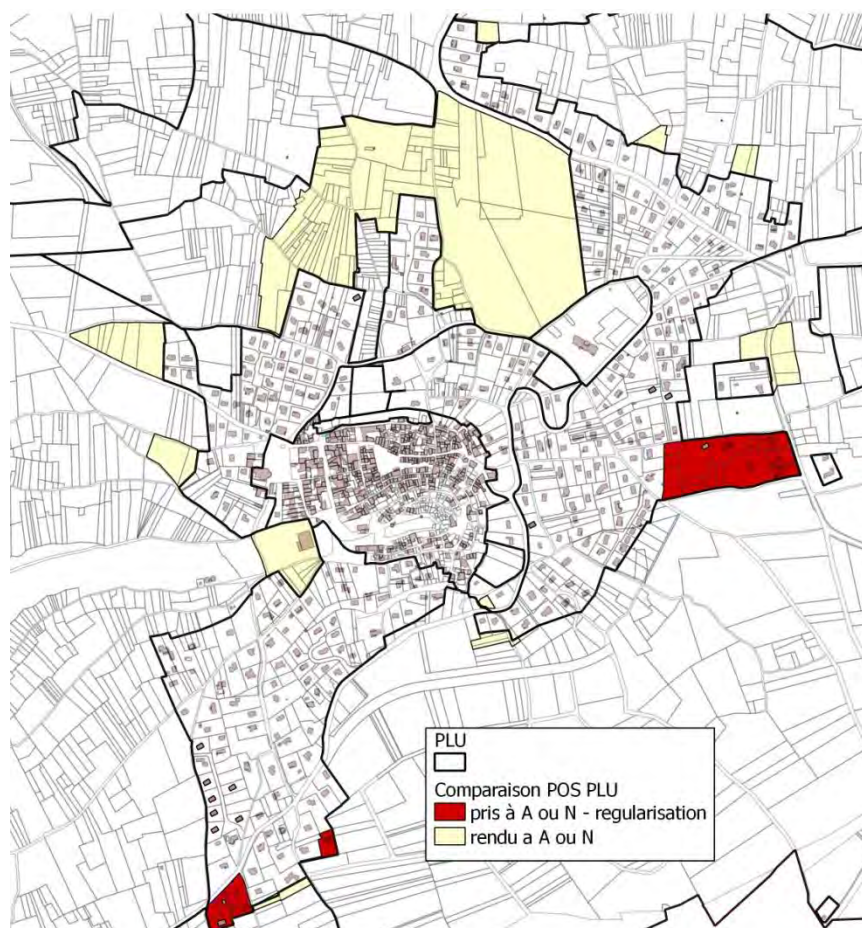 PLU
Comparaison POS PLU
pris à A ou N - regularisation
rendu a A ou N